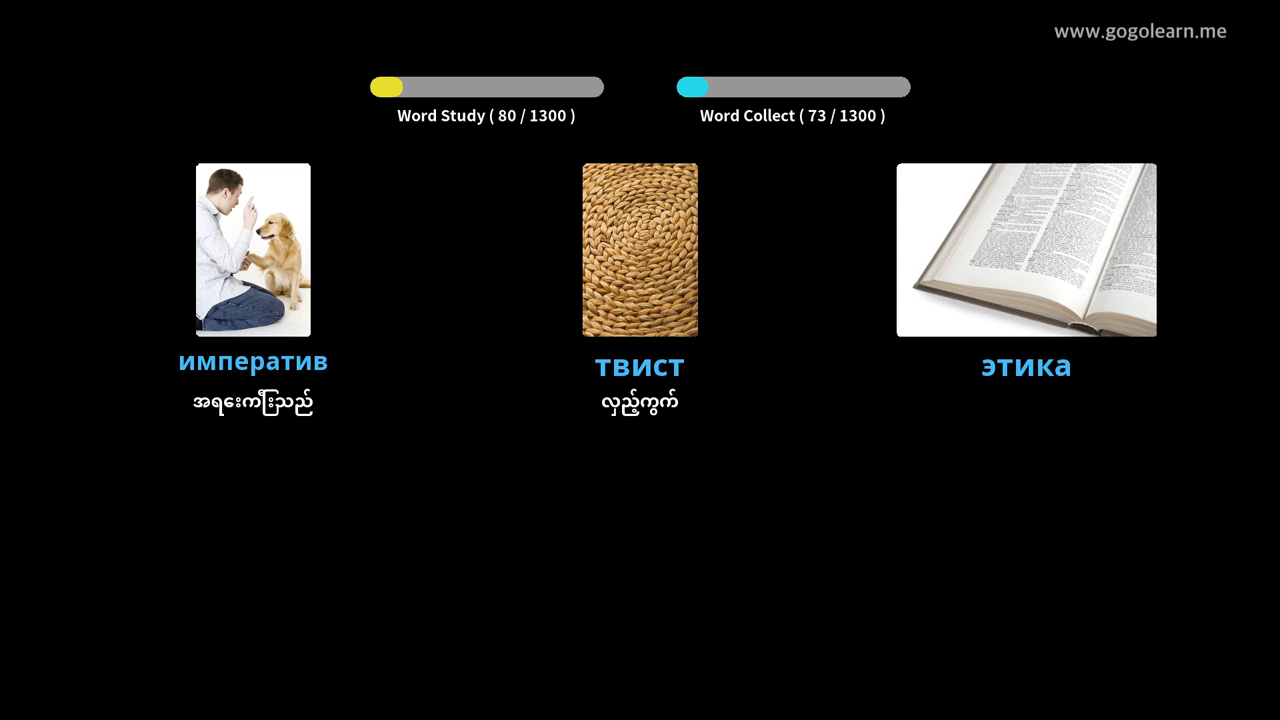 www.gogolearn.me
Word Study ( 80 / 1300 )
Word Collect ( 73 / 1300 )
императив
твист
этика
အရေးကြီးသည်
လှည့်ကွက်